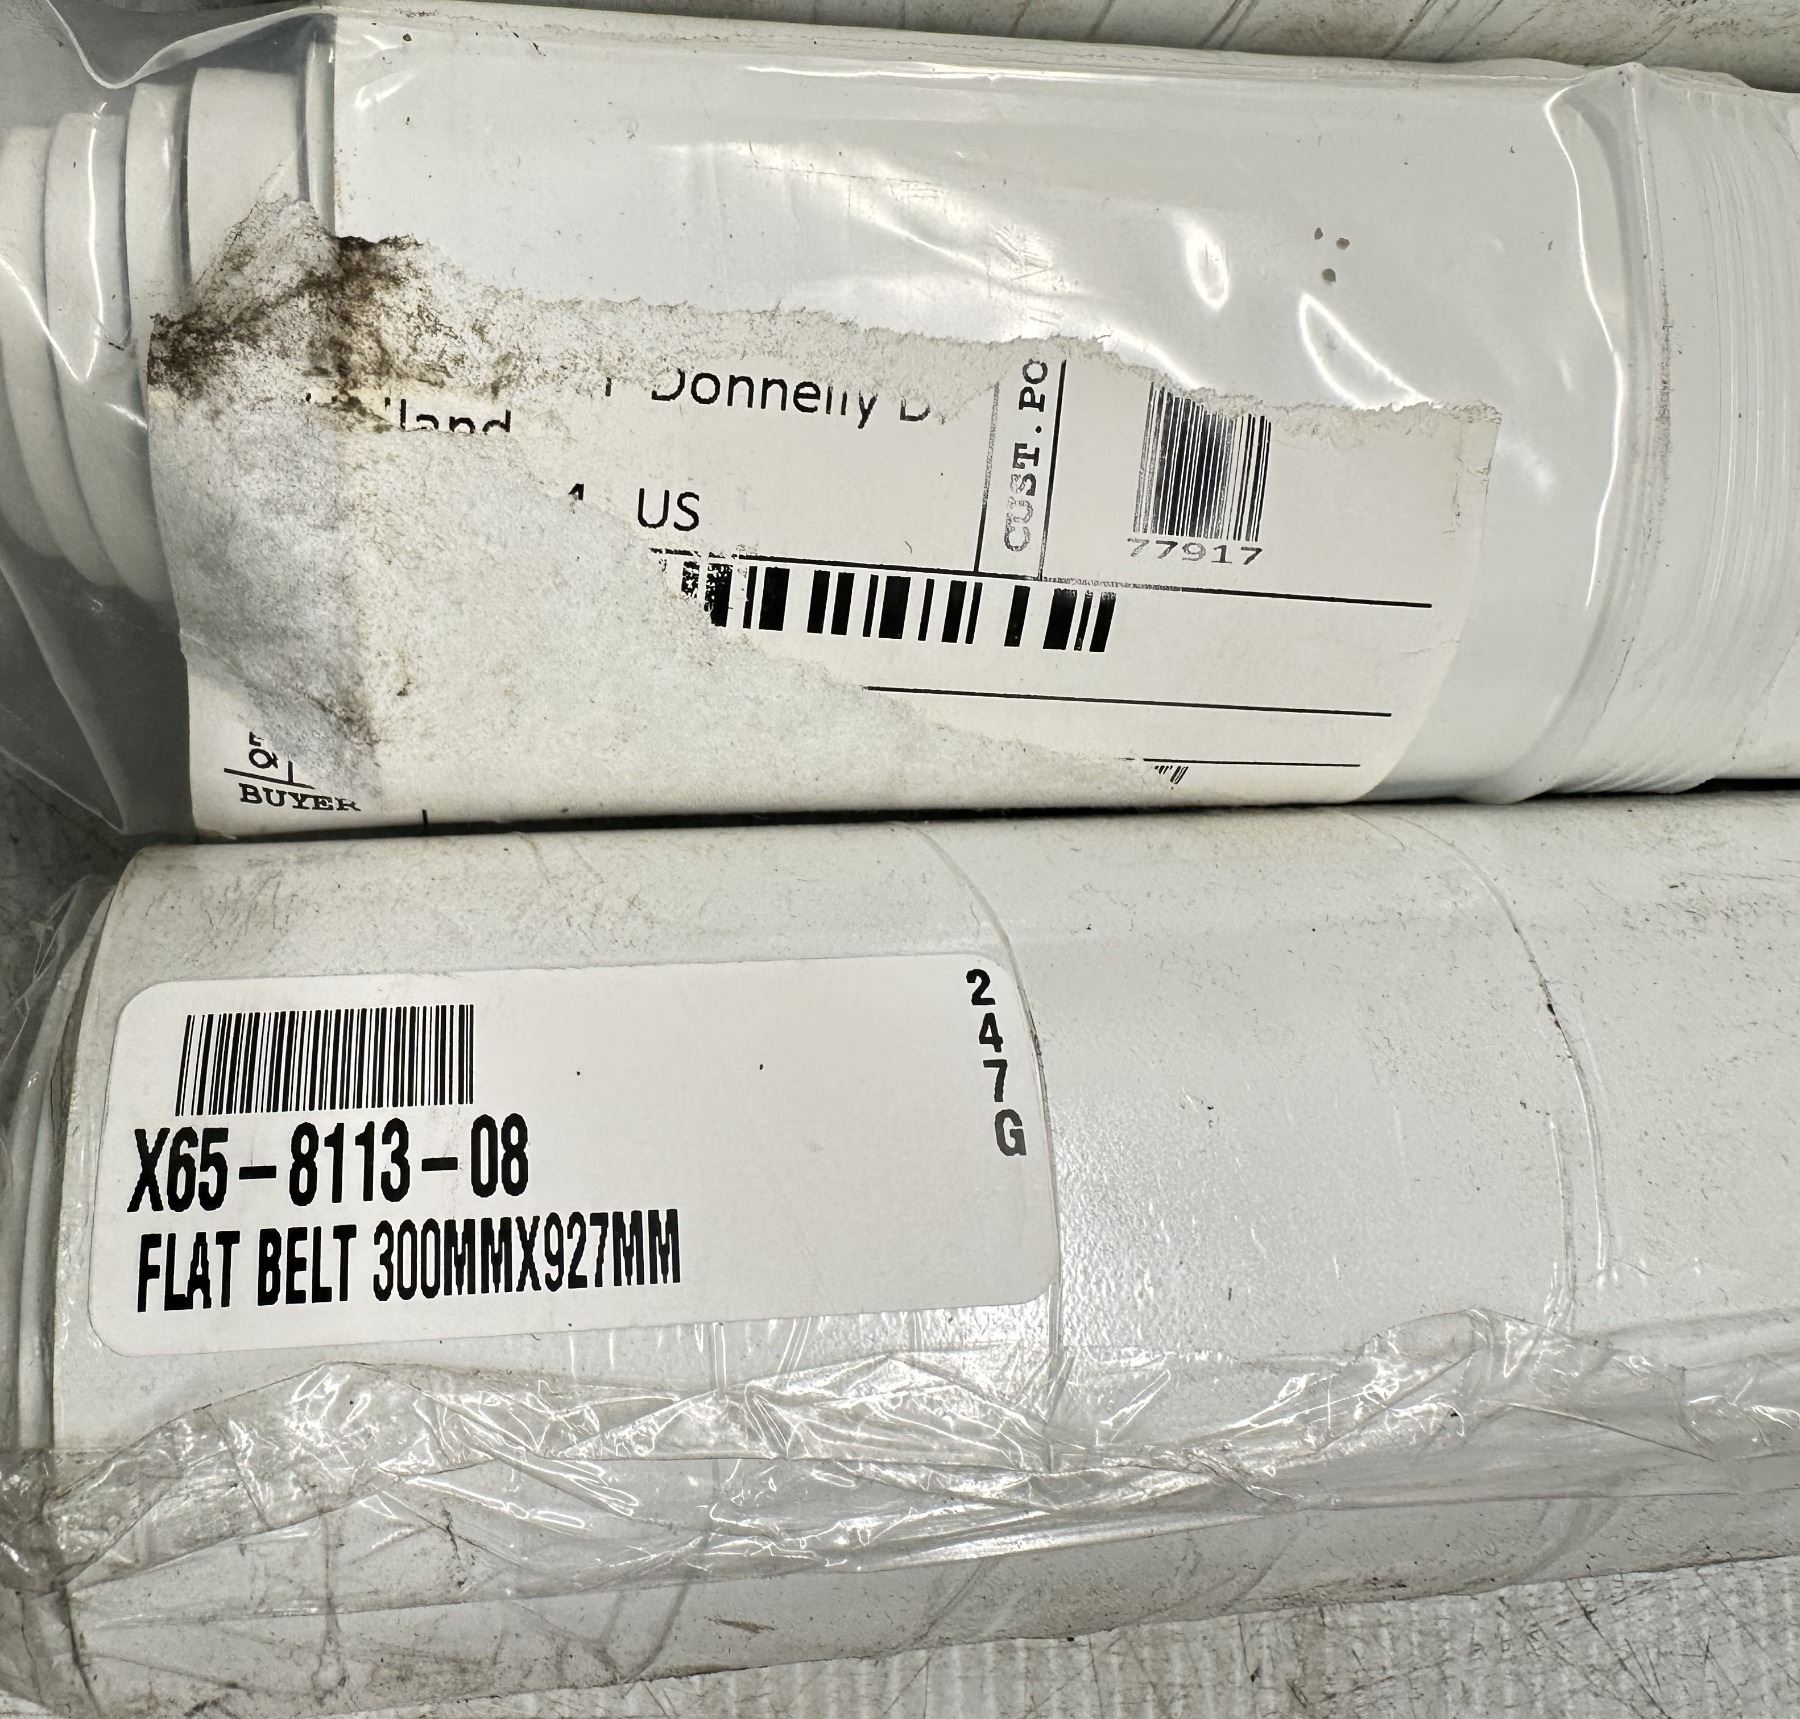 Donnelly
US
CUST.PO
77917
BUYER
247G
X65-8113-08
FLAT BELT 300MMX927MM